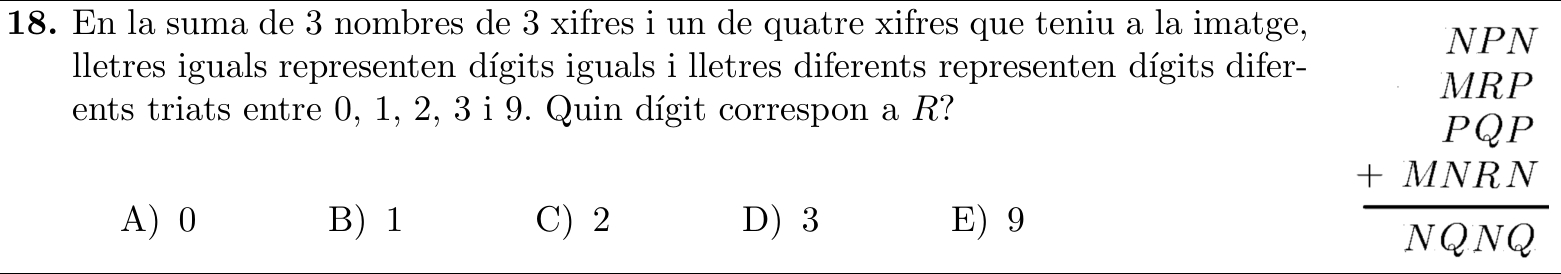 18. En la suma de 3 nombres de 3 xifres i un de quatre xifres que teniu a la imatge,
lletres iguals representen dígits iguals i lletres diferents representen dígits difer-
ents triats entre 0, 1, 2, 3 i 9. Quin dígit correspon a R?
A) 0 B) 1 C) 2 D) 3 E) 9
NPN
MRP
PQP
+ MNRN
NQNQ